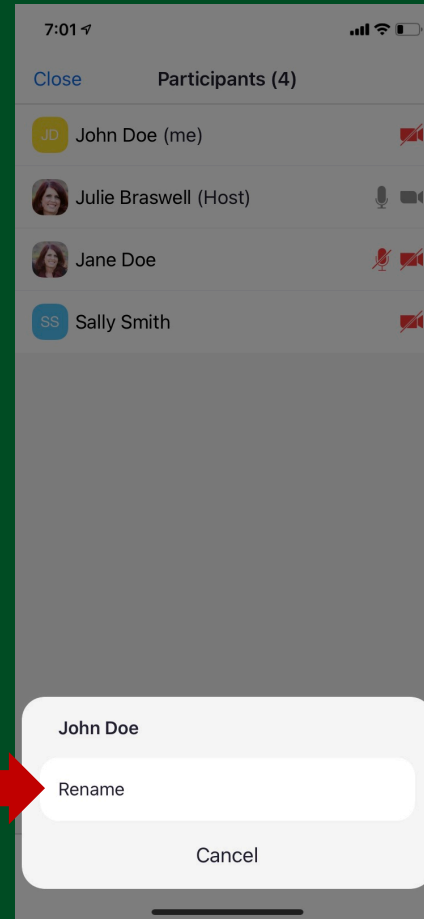 7:01
Close Participants (4)
JD John Doe (me)
Julie Braswell (Host)
Jane Doe
SS Sally Smith
John Doe
Rename
Cancel